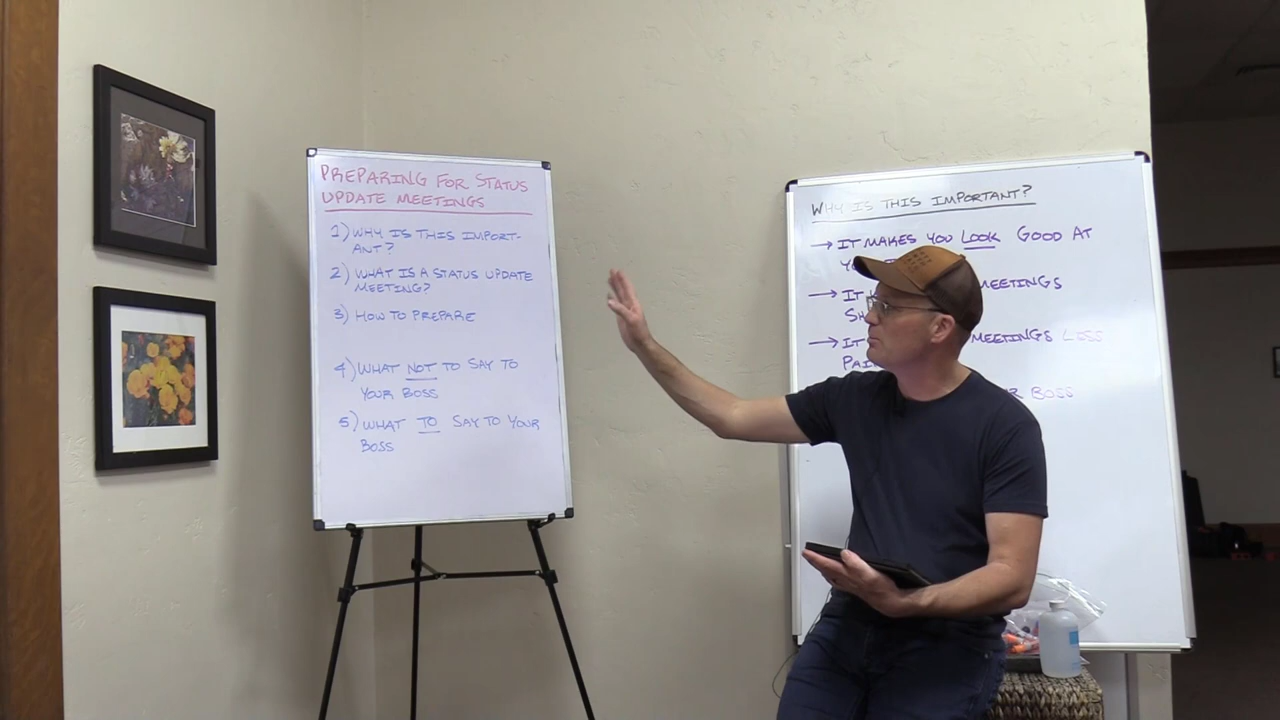 PREPARING FOR STATUS
UPDATE MEETINGS
1) WHY IS THIS IMPORT-
ANT?
2) WHAT IS A STATUS UPDATE
MEETING?
3) HOW TO PREPARE
4) WHAT NOT TO SAY TO
YOUR BOSS
5) WHAT TO SAY TO YOUR
BOSS
WHY IS THIS IMPORTANT?
→ IT MAKES YOU LOOK GOOD AT
→ IT MEETINGS
→ IT MEETINGS LESS
BOSS